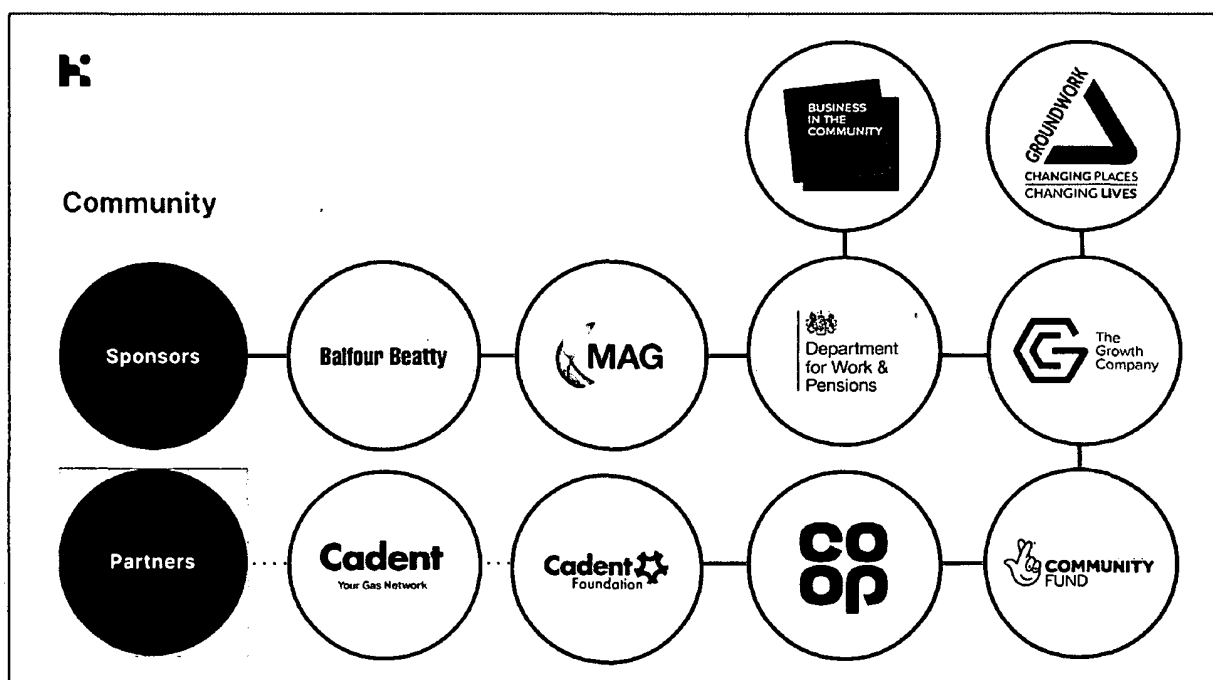 BUSINESS
IN THE
COMMUNITY
GROUNDWORK
CHANGING PLACES
CHANGING LIVES
Community
Sponsors
Balfour Beatty
MAG
Department
for Work &
Pensions
The
Growth
Company
Partners
Cadent
Your Gas Network
Cadent
Foundation
CO
OP
COMMUNITY
FUND